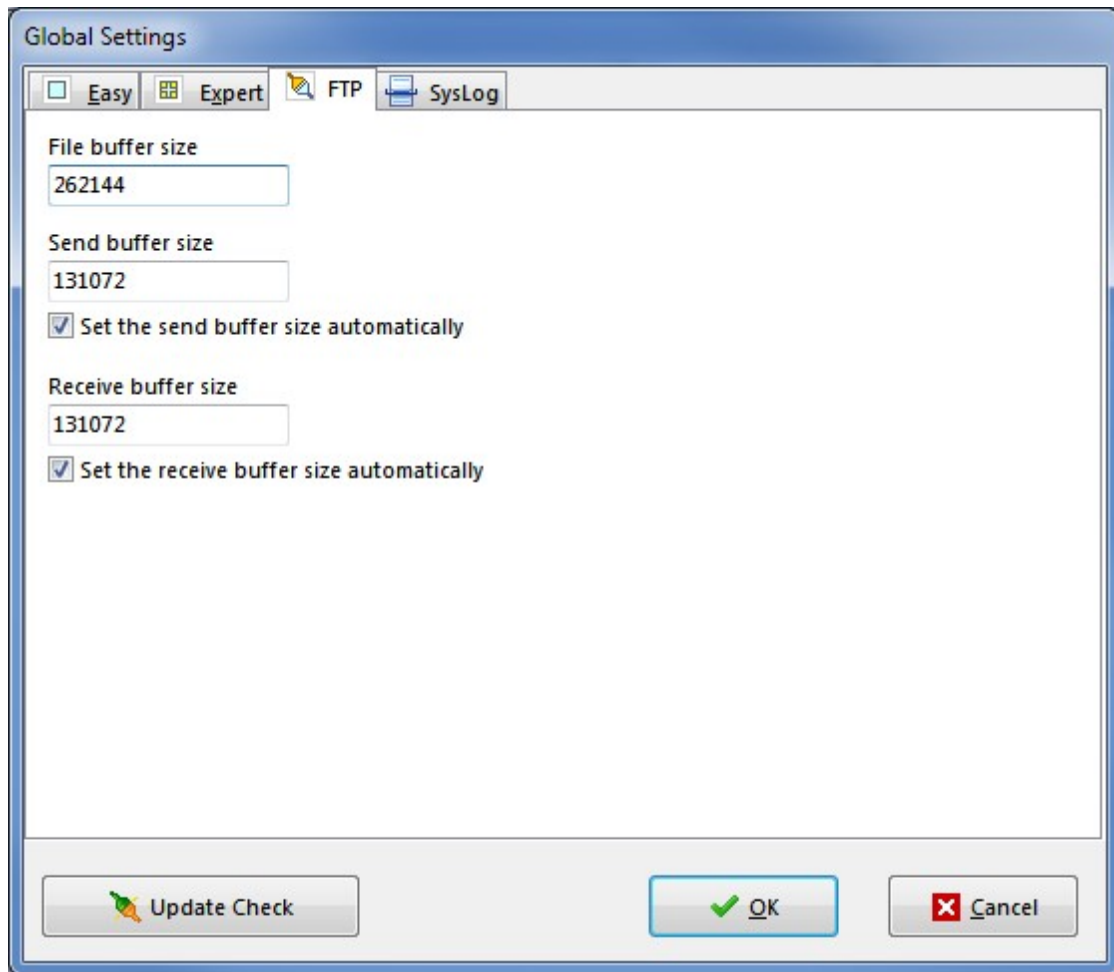 Global Settings
Easy Expert FTP SysLog
File buffer size
262144
Send buffer size
131072
Set the send buffer size automatically
Receive buffer size
131072
Set the receive buffer size automatically
Update Check OK Cancel